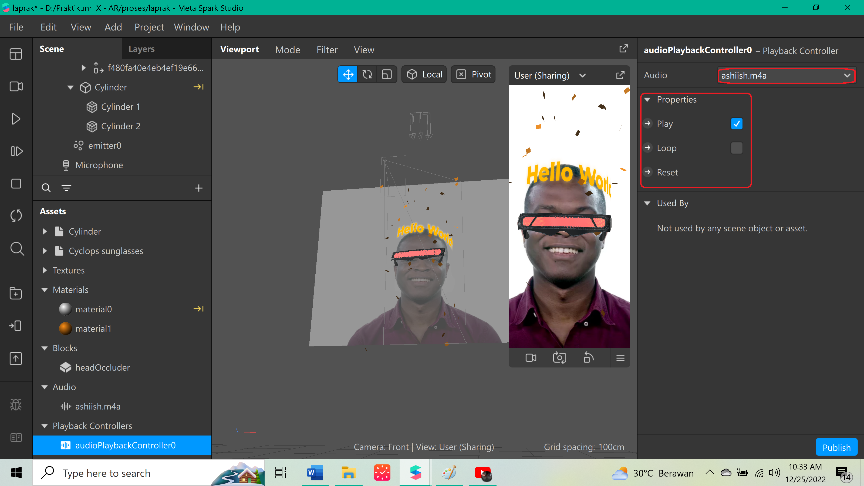 laprak* - D:/Praktikum -X - AR/proses/laprak - Meta Spark Studio
File Edit View Add Project Window Help
Scene Layers
f480fa40e4eb4ef19e66...
Cylinder
Cylinder 1
Cylinder 2
emitter0
Microphone
Assets
Cylinder
Cyclops sunglasses
Textures
Materials
material0
material1
Blocks
headOccluder
Audio
ashiish.m4a
Playback Controllers
audioPlaybackController0
Viewport Mode Filter View
Local Pivot
User (Sharing)
Hello Wor
Hello Worl
Camera: Front | View: User (Sharing) Grid spacing: 100cm
audioPlaybackController0 – Playback Controller
Audio ashiish.m4a
Properties
Play
Loop
Reset
Used By
Not used by any scene object or asset.
Publish
Type here to search
30°C Berawan
10:33 AM
12/25/2022
14